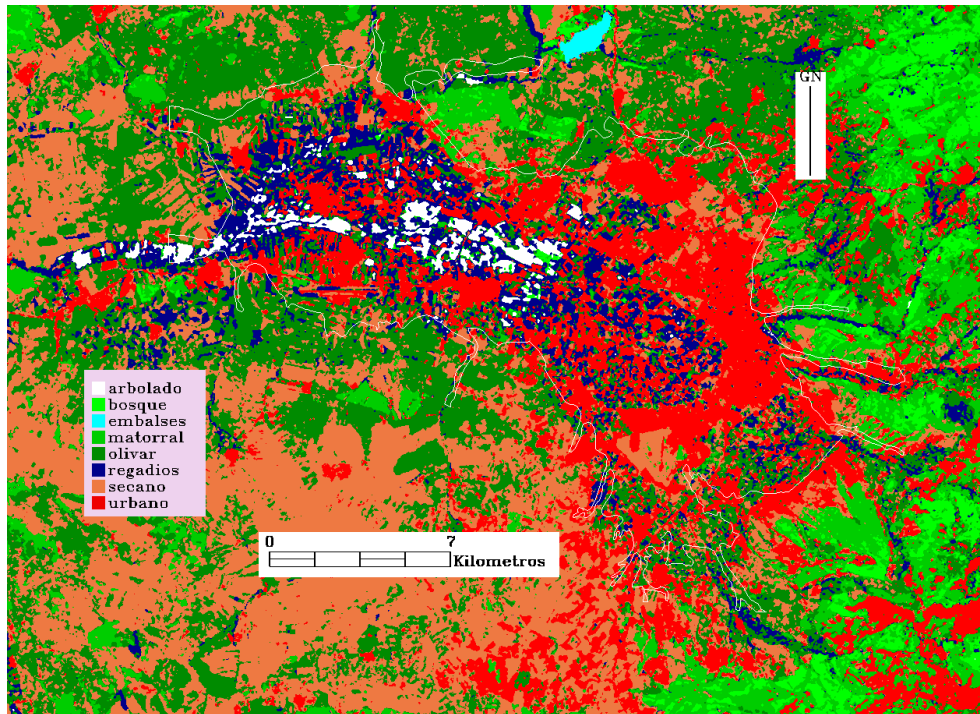 GN
arbolado
bosque
embalses
matorral
olivar
regadios
secano
urbano
0 7
Kilometros